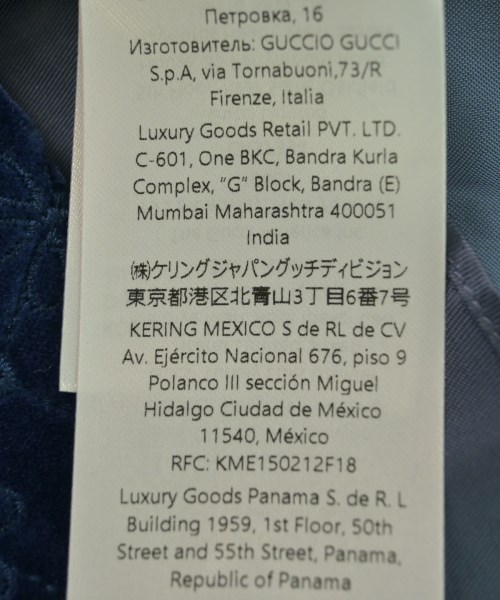 Петровка, 16
Изготовитель: GUCCIO GUCCI
S.p.A, via Tornabuoni,73/R
Firenze, Italia
Luxury Goods Retail PVT. LTD.
C-601, One BKC, Bandra Kurla
Complex, "G" Block, Bandra (E)
Mumbai Maharashtra 400051
India
㈱ケリングジャパングッチディビジョン
東京都港区北青山3丁目6番7号
KERING MEXICO S de RL de CV
Av. Ejército Nacional 676, piso 9
Polanco III sección Miguel
Hidalgo Ciudad de México
11540, México
RFC: KME150212F18
Luxury Goods Panama S. de R. L
Building 1959, 1st Floor, 50th
Street and 55th Street, Panama,
Republic of Panama